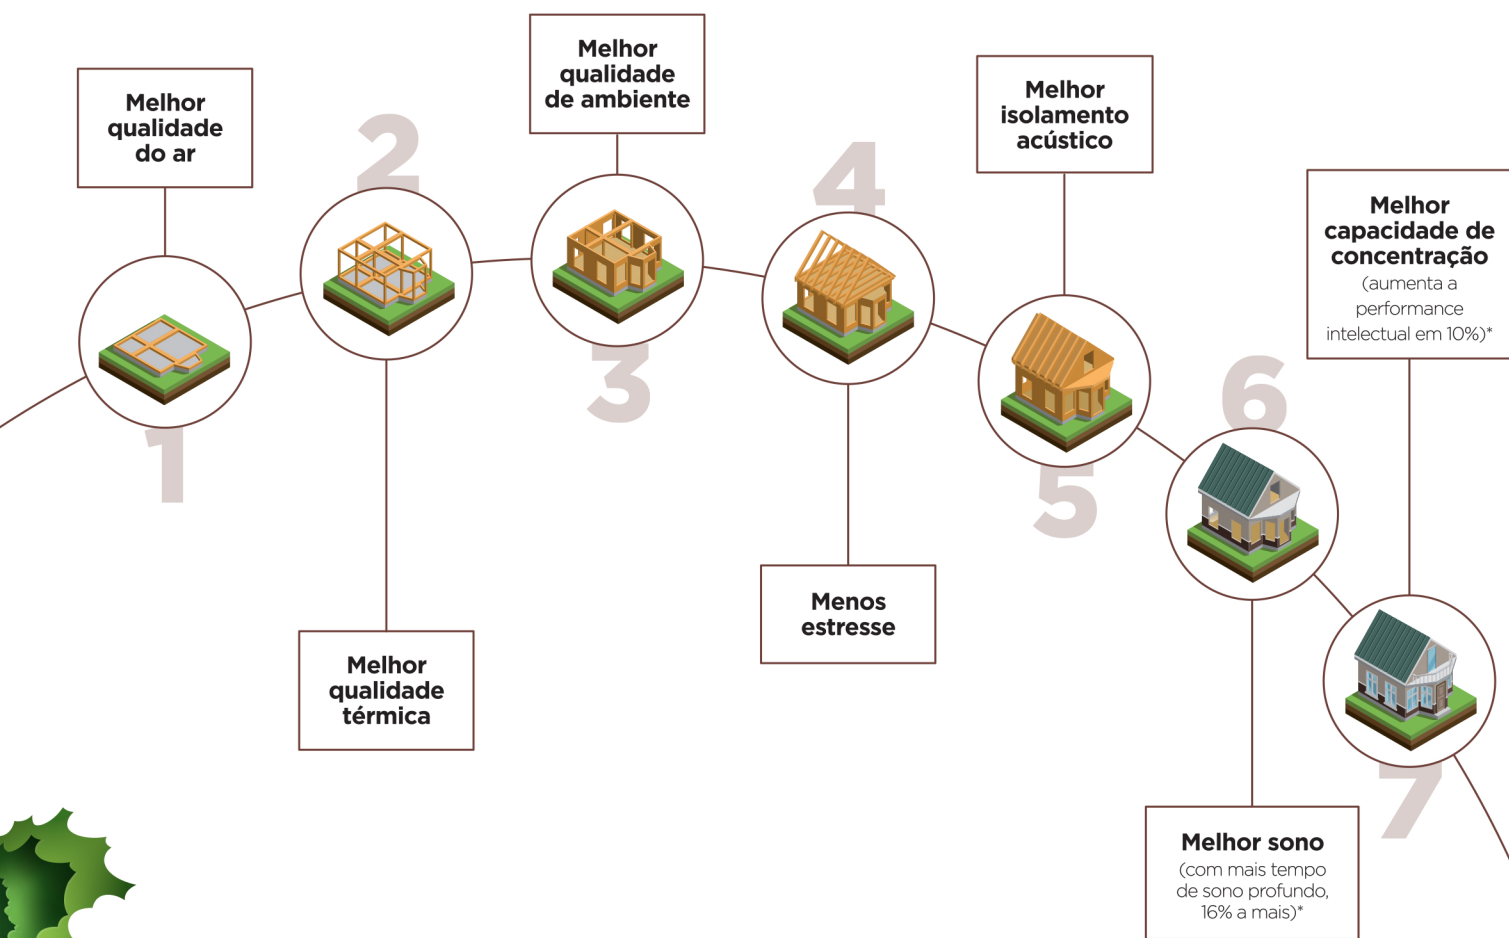 Melhor
qualidade
do ar
1
2
Melhor
qualidade
térmica
Melhor
qualidade
de ambiente
3
4
Menos
estresse
Melhor
isolamento
acústico
5
6
Melhor sono
(com mais tempo
de sono profundo,
16% a mais)*
Melhor
capacidade de
concentração
(aumenta a
performance
intelectual em 10%)*
7